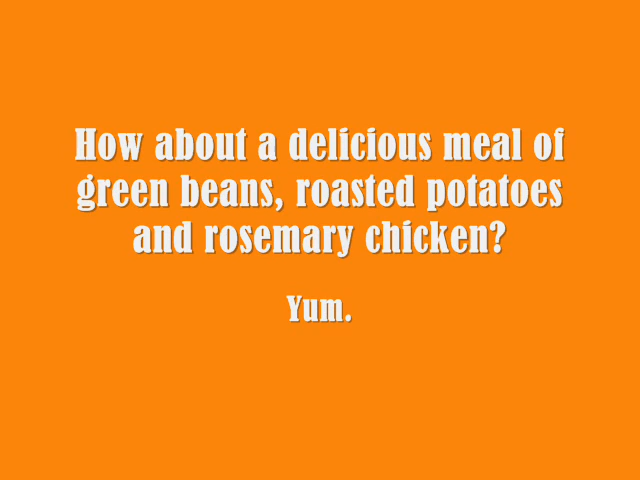 How about a delicious meal of
green beans, roasted potatoes
and rosemary chicken?
Yum.